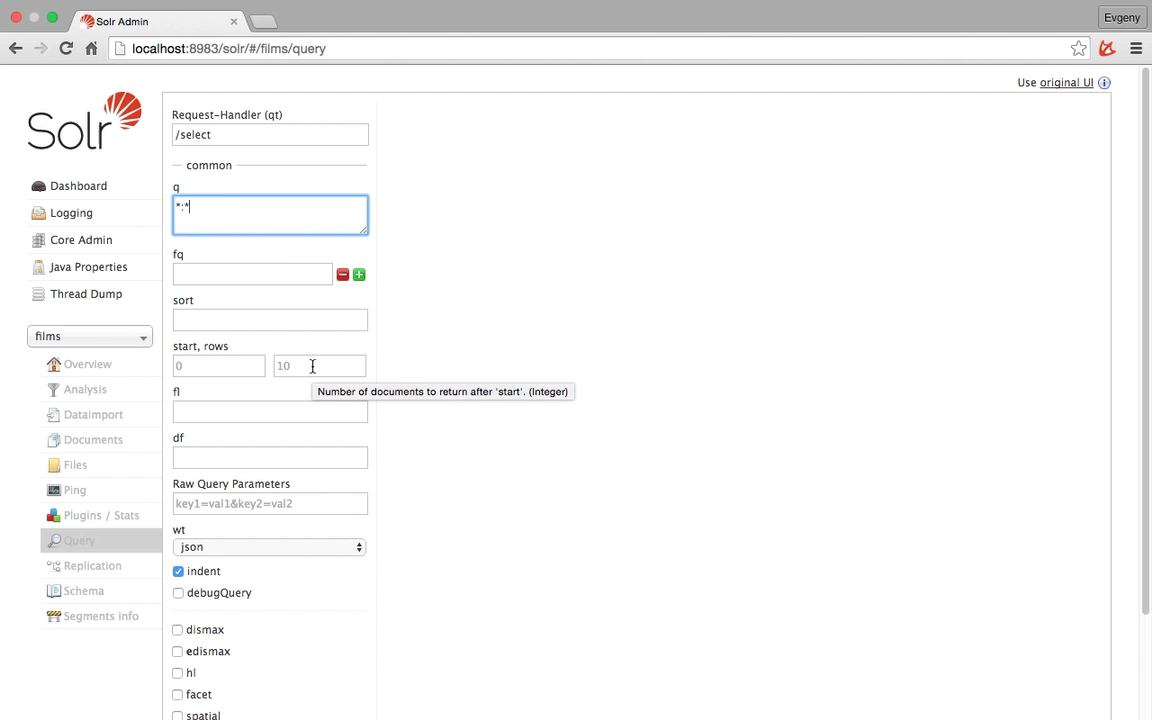 Solr Admin
Evgeny
localhost:8983/solr/#/films/query
Use original UI
Solr
Dashboard
Logging
Core Admin
Java Properties
Thread Dump
films
Overview
Analysis
Dataimport
Documents
Files
Ping
Plugins / Stats
Query
Replication
Schema
Segments info
Request-Handler (qt)
/select
common
q
*:*
fq
sort
start, rows
0 10
Number of documents to return after 'start'. (Integer)
fl
df
Raw Query Parameters
key1=val1&key2=val2
wt
json
indent
debugQuery
dismax
edismax
hl
facet
spatial